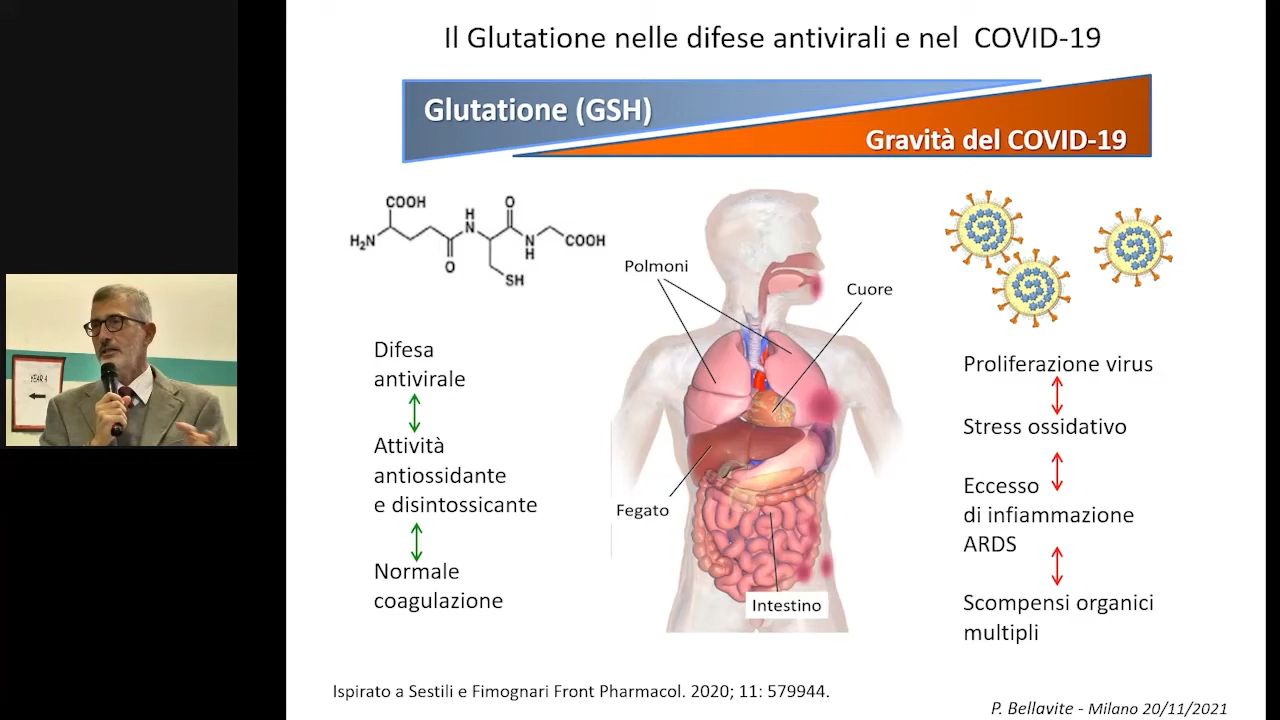 Il Glutatione nelle difese antivirali e nel COVID-19
Glutatione (GSH)
Gravità del COVID-19
COOH
H₂N
O
H
N
SH
O
N
H
COOH
Polmoni
Cuore
Fegato
Intestino
Difesa
antivirale
Attività
antiossidante
e disintossicante
Normale
coagulazione
Proliferazione virus
Stress ossidativo
Eccesso
di infiammazione
ARDS
Scompensi organici
multipli
YEAR 4
Ispirato a Sestili e Fimognari Front Pharmacol. 2020; 11: 579944.
P. Bellavite - Milano 20/11/2021